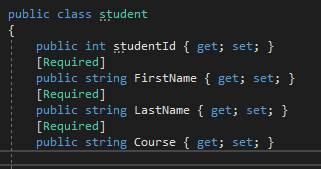 public class student
{
public int studentId { get; set; }
[Required]
public string FirstName { get; set; }
[Required]
public string LastName { get; set; }
[Required]
public string Course { get; set; }